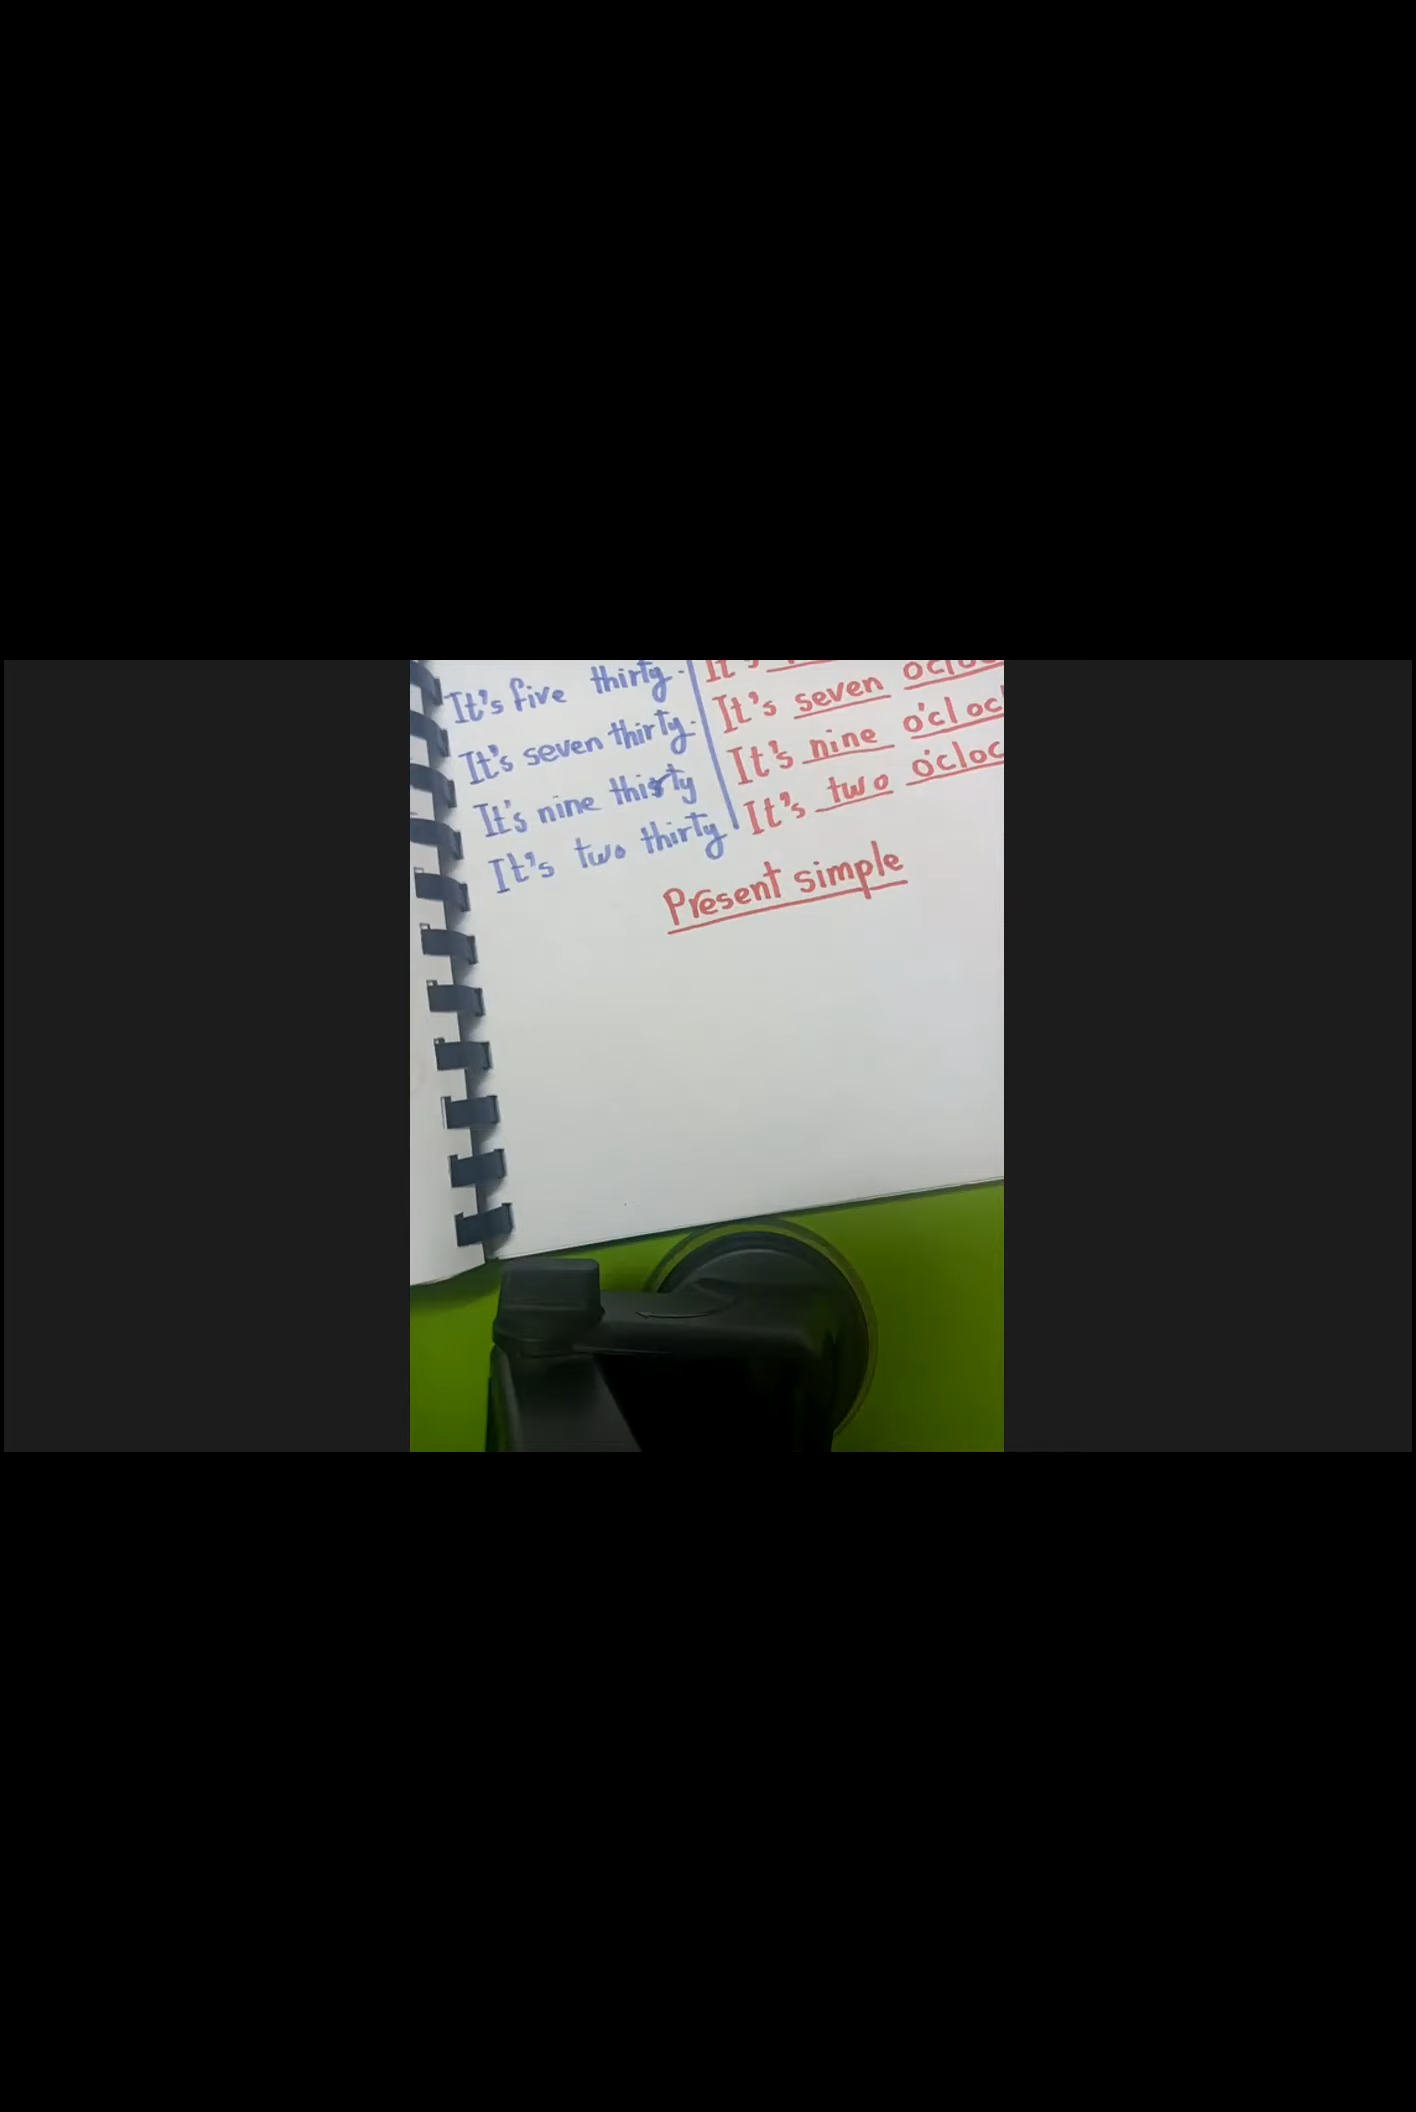 It's five thirty.
It's seven thirty.
It's nine thirty
It's two thirty
It's
It's seven
It's nine o'cloc
It's two o'cloc
Present simple